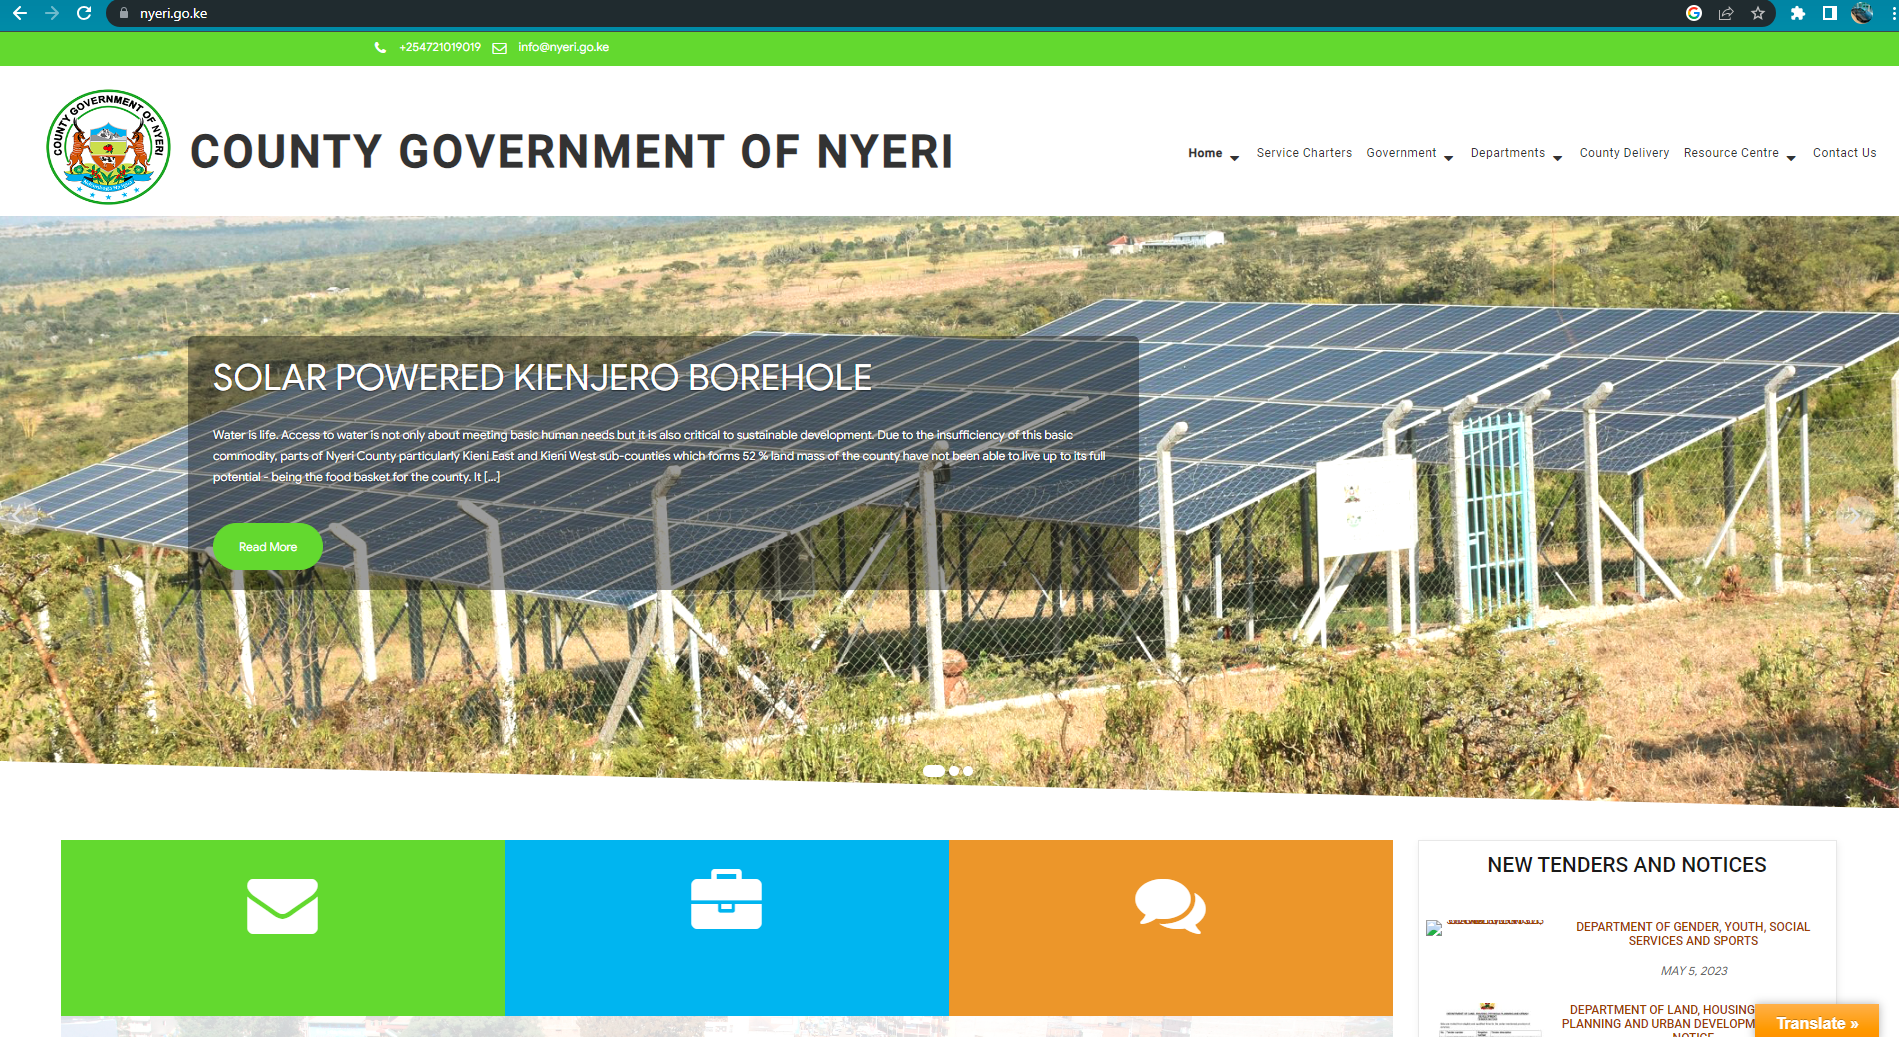 nyeri.go.ke
+254721019019 info@nyeri.go.ke
COUNTY GOVERNMENT OF NYERI
COUNTY GOVERNMENT OF NYERI
Home Service Charters Government Departments County Delivery Resource Centre Contact Us
SOLAR POWERED KIENJERO BOREHOLE
Water is life. Access to water is not only about meeting basic human needs but it is also critical to sustainable development. Due to the insufficiency of this basic
commodity, parts of Nyeri County particularly Kieni East and Kieni West sub-counties which forms 52 % land mass of the county have not been able to live up to its full
potential - being the food basket for the county. It [...]
Read More
NEW TENDERS AND NOTICES
DEPARTMENT OF GENDER, YOUTH, SOCIAL
SERVICES AND SPORTS
MAY 5, 2023
DEPARTMENT OF LAND, HOUSING
PLANNING AND URBAN DEVELOPM
NOTICE
Translate »